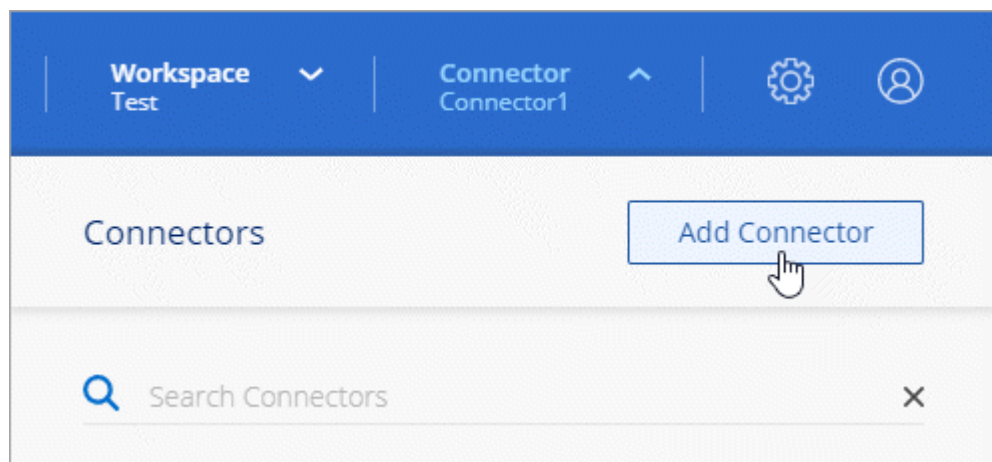 Workspace
Test
Connector
Connector1
Connectors
Add Connector
Search Connectors